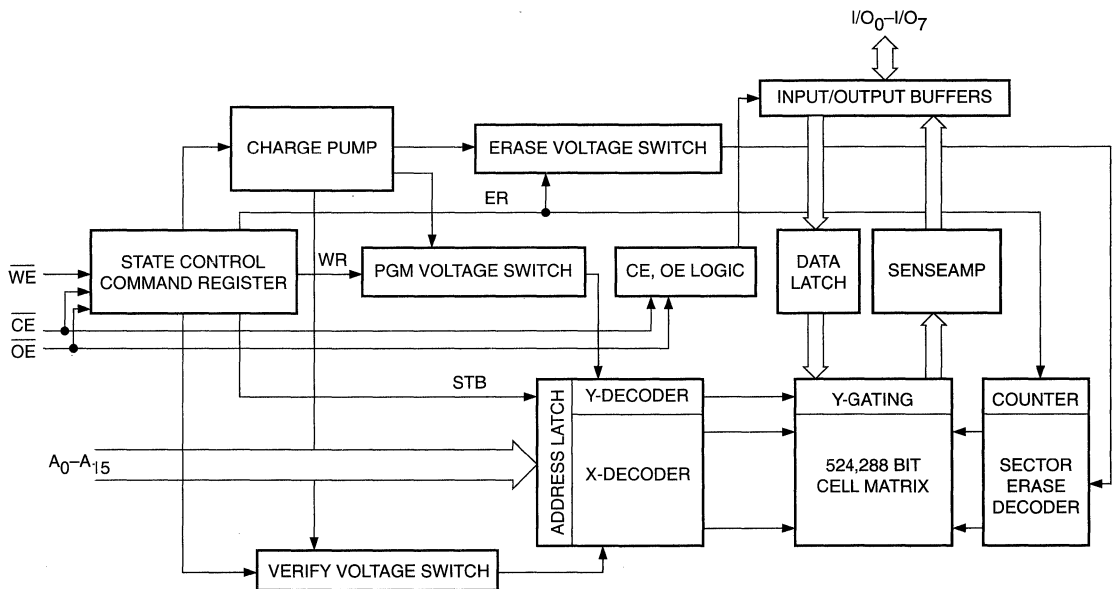 I/O0–I/O7
INPUT/OUTPUT BUFFERS
CHARGE PUMP
ERASE VOLTAGE SWITCH
ER
STATE CONTROL
COMMAND REGISTER
WR
PGM VOLTAGE SWITCH
CE, OE LOGIC
DATA
LATCH
SENSEAMP
WE
CE
OE
STB
ADDRESS LATCH
Y-DECODER
X-DECODER
Y-GATING
524,288 BIT
CELL MATRIX
COUNTER
SECTOR
ERASE
DECODER
A0–A15
VERIFY VOLTAGE SWITCH